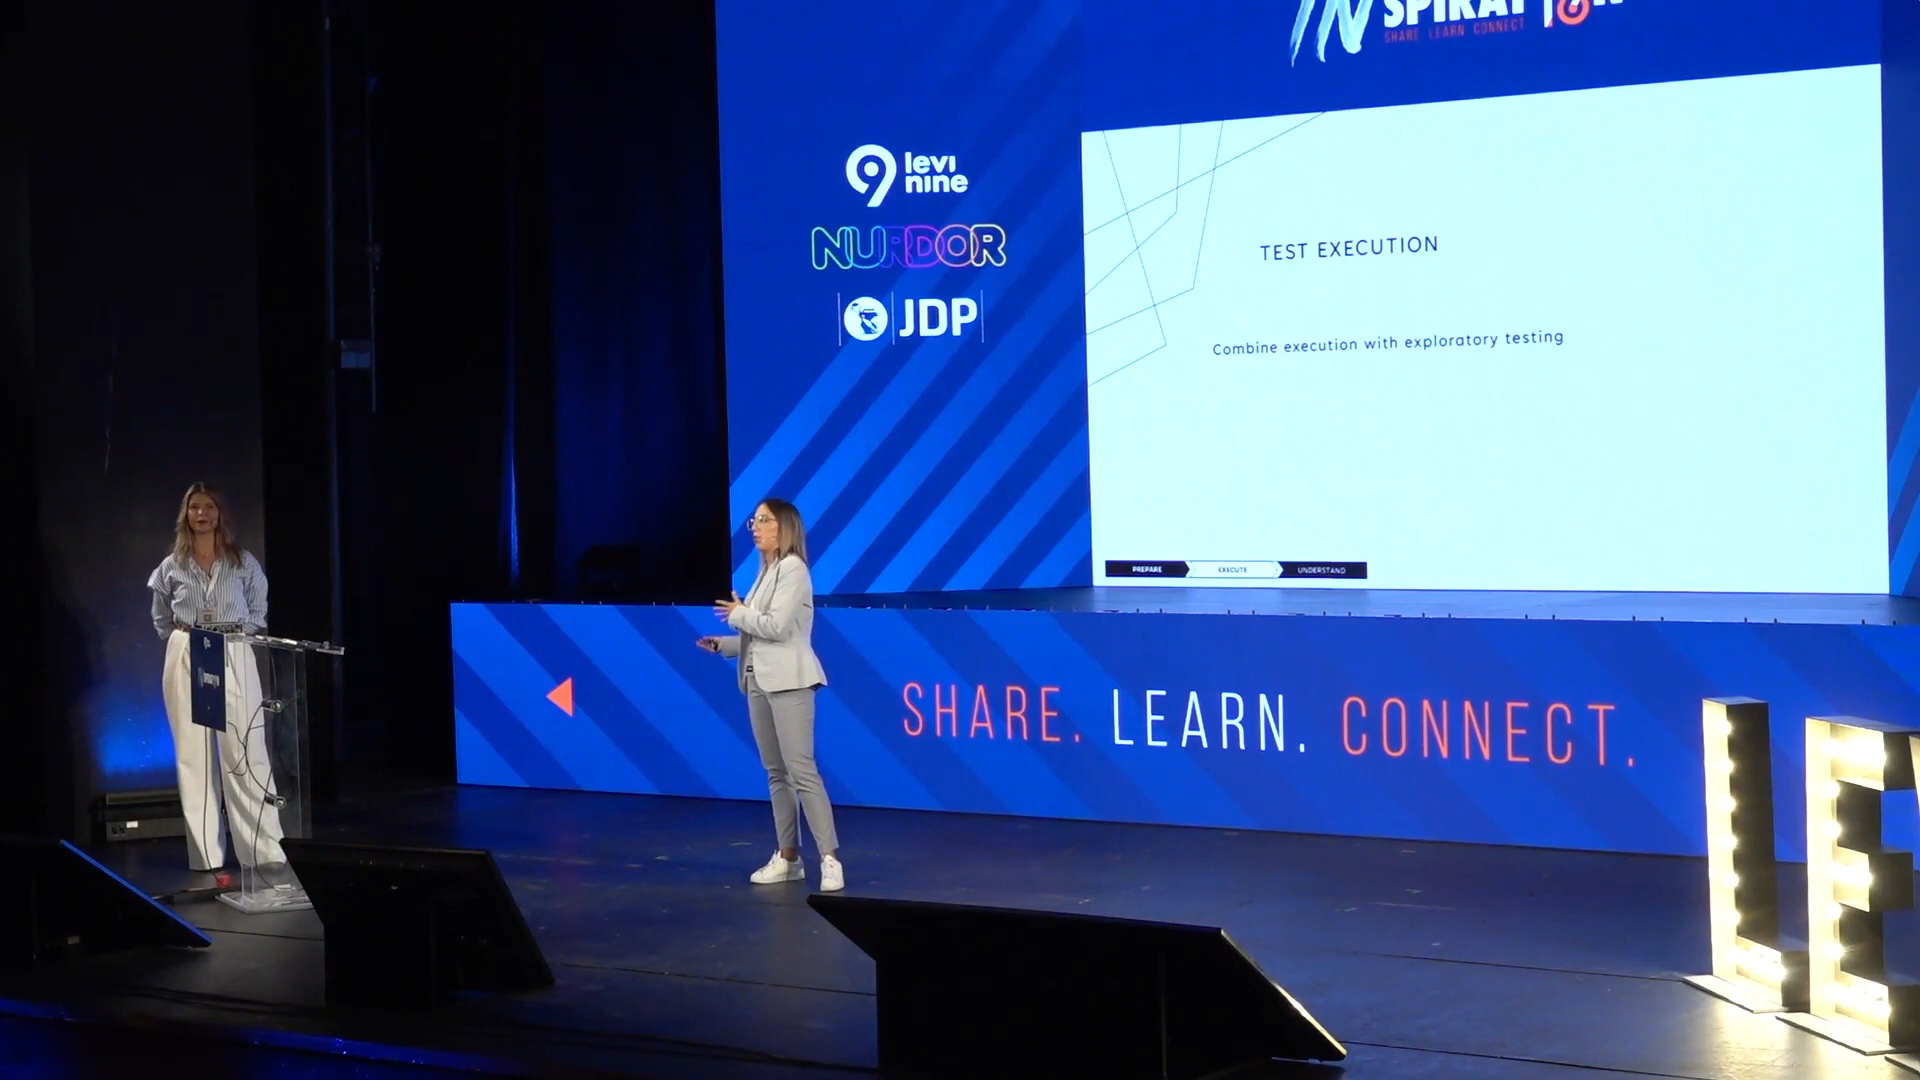 SHARE LEARN CONNECT
levi
nine
NURDOR
JDP
TEST EXECUTION
Combine execution with exploratory testing
PREPARE
EXECUTE
UNDERSTAND
SHARE. LEARN. CONNECT.
LE